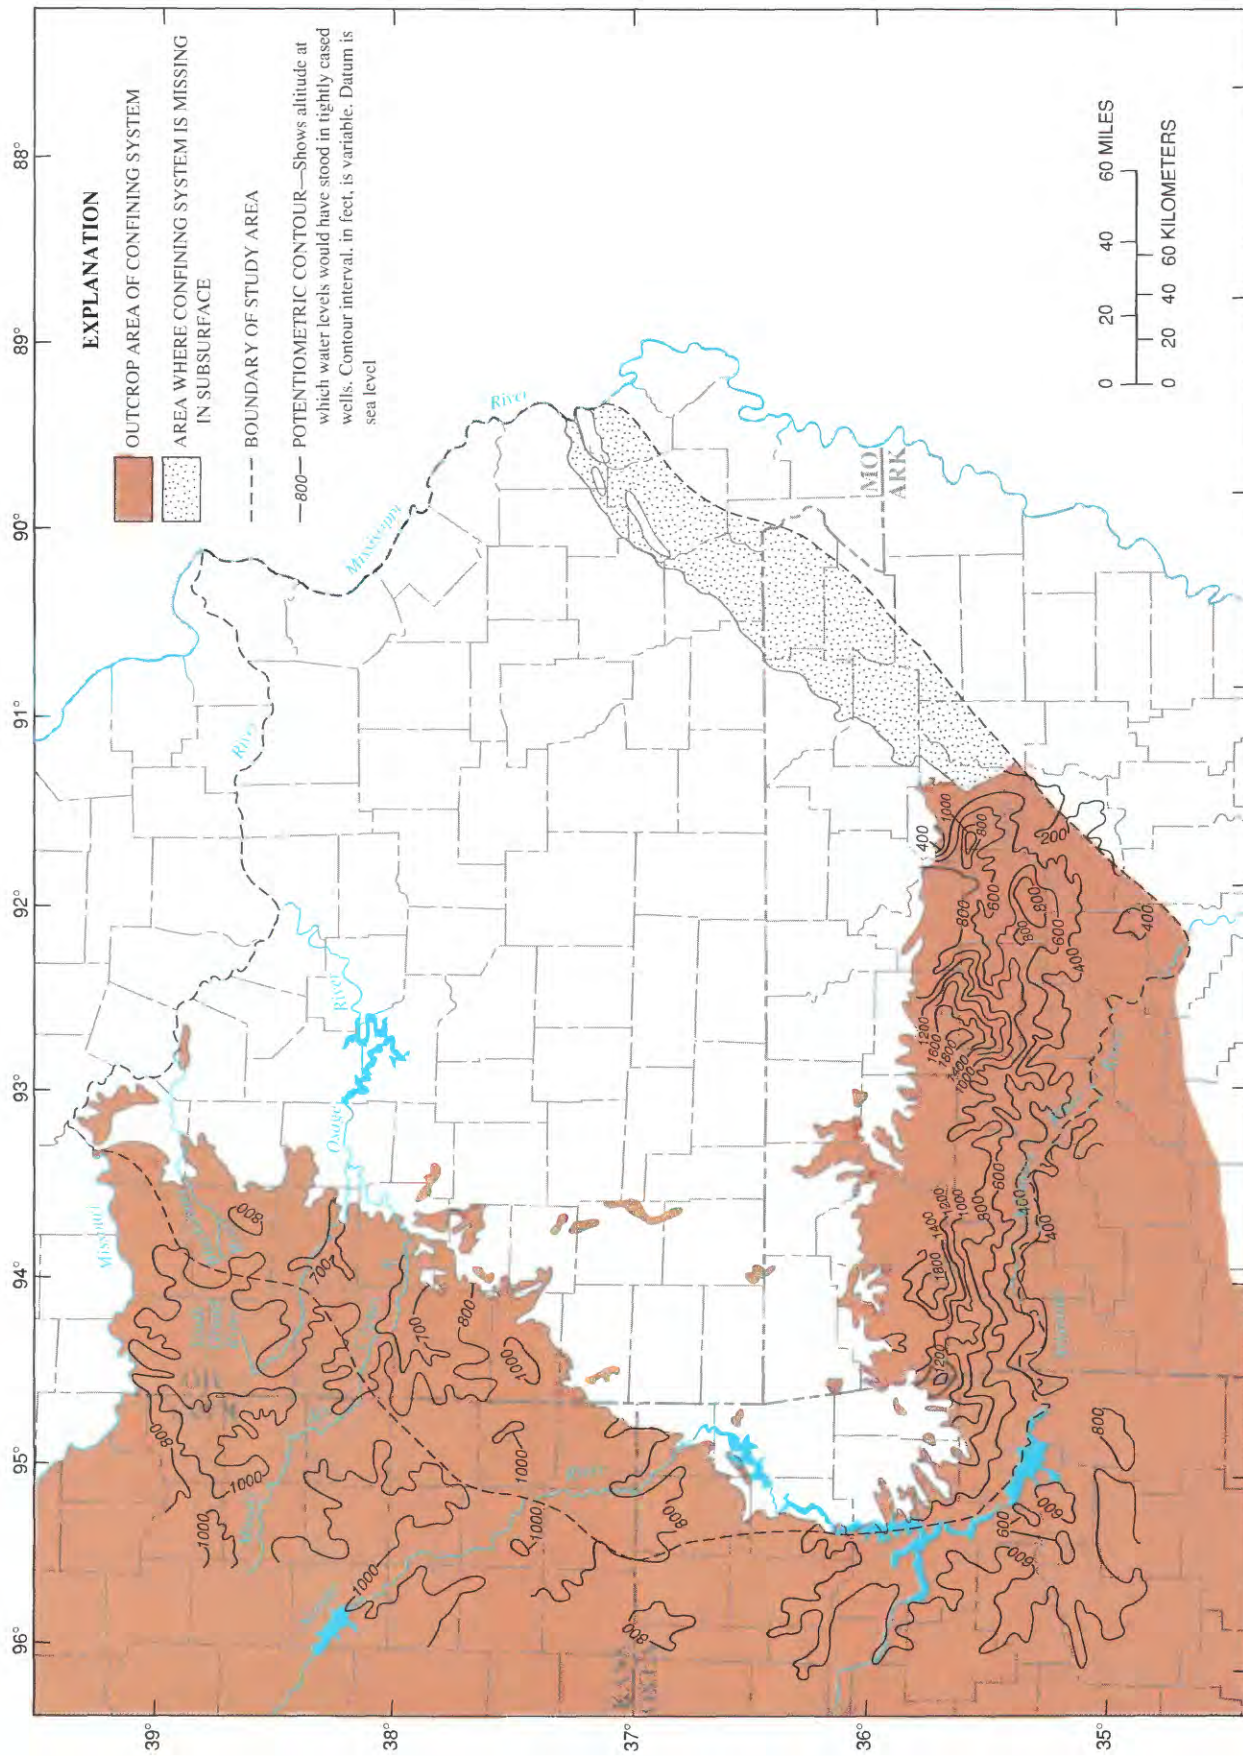 96°
95°
94°
93°
92°
91°
90°
89°
88°
39°
38°
37°
36°
35°
EXPLANATION
OUTCROP AREA OF CONFINING SYSTEM
AREA WHERE CONFINING SYSTEM IS MISSING
IN SUBSURFACE
BOUNDARY OF STUDY AREA
—800— POTENTIOMETRIC CONTOUR—Shows altitude at
which water levels would have stood in tightly cased
wells. Contour interval, in feet, is variable. Datum is
sea level
0 20 40 60 MILES
0 20 40 60 KILOMETERS
Missouri
River
Mississippi
River
Osage
River
River
River
MO
ARK
KANS
OKLA
800
1000
1000
1000
800
700
700
800
1000
1000
1000
800
800
1200
1800
1400
1200
1000
800
600
400
400
1200
1600
1800
1400
1000
800
600
800
800
600
400
400
1000
800
200
400
600
600
600
800